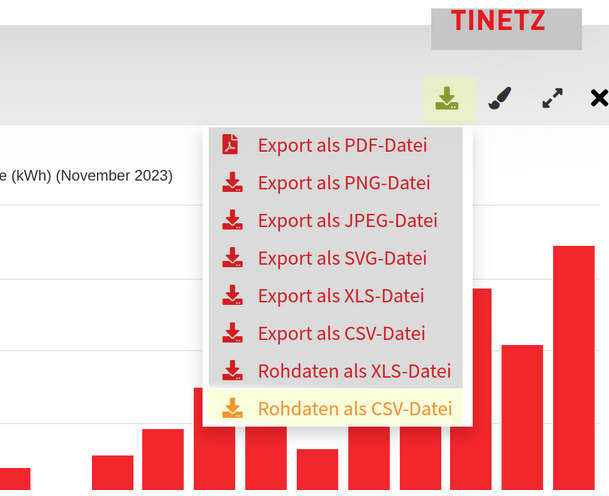 TINETZ
e (kWh) (November 2023)
Export als PDF-Datei
Export als PNG-Datei
Export als JPEG-Datei
Export als SVG-Datei
Export als XLS-Datei
Export als CSV-Datei
Rohdaten als XLS-Datei
Rohdaten als CSV-Datei